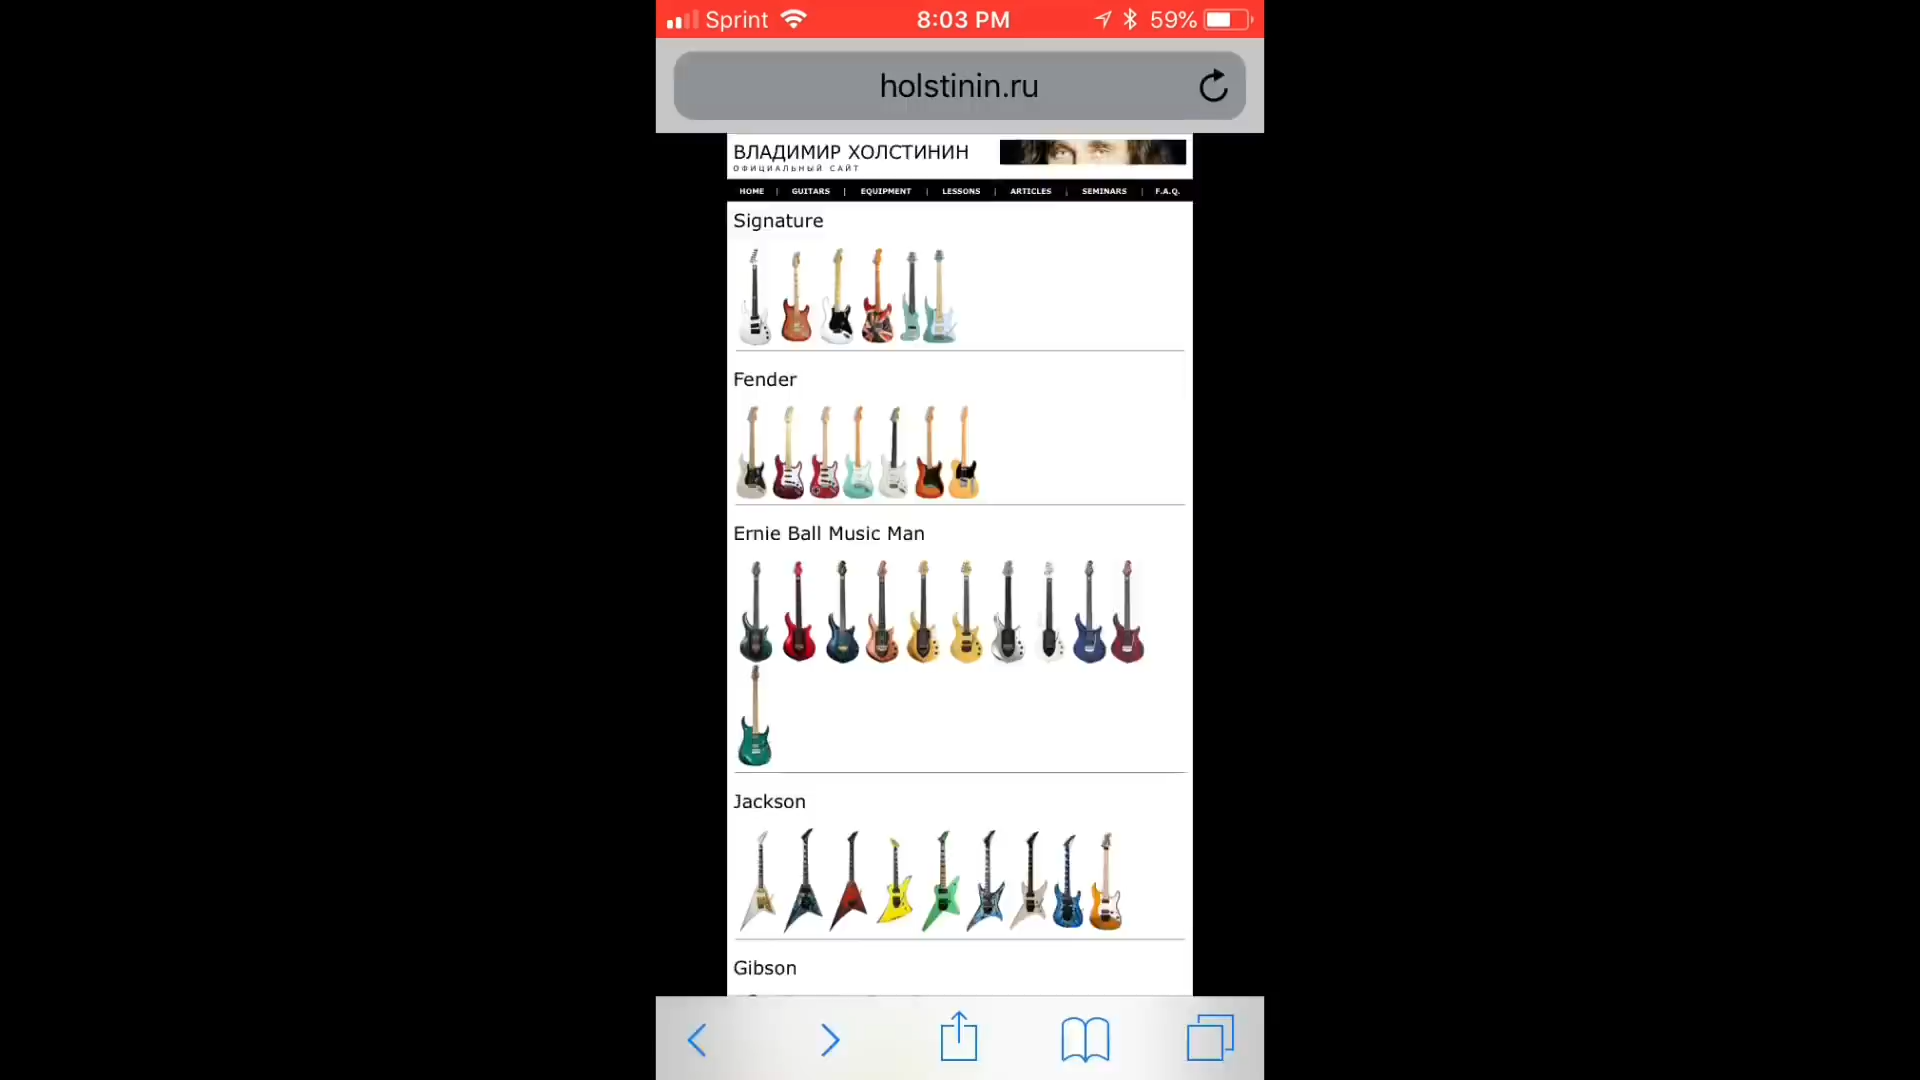 Sprint 8:03 PM 59%
holstinin.ru
ВЛАДИМИР ХОЛСТИНИН
ОФИЦИАЛЬНЫЙ САЙТ
HOME | GUITARS | EQUIPMENT | LESSONS | ARTICLES | SEMINARS | F.A.Q.
Signature
Fender
Ernie Ball Music Man
Jackson
Gibson